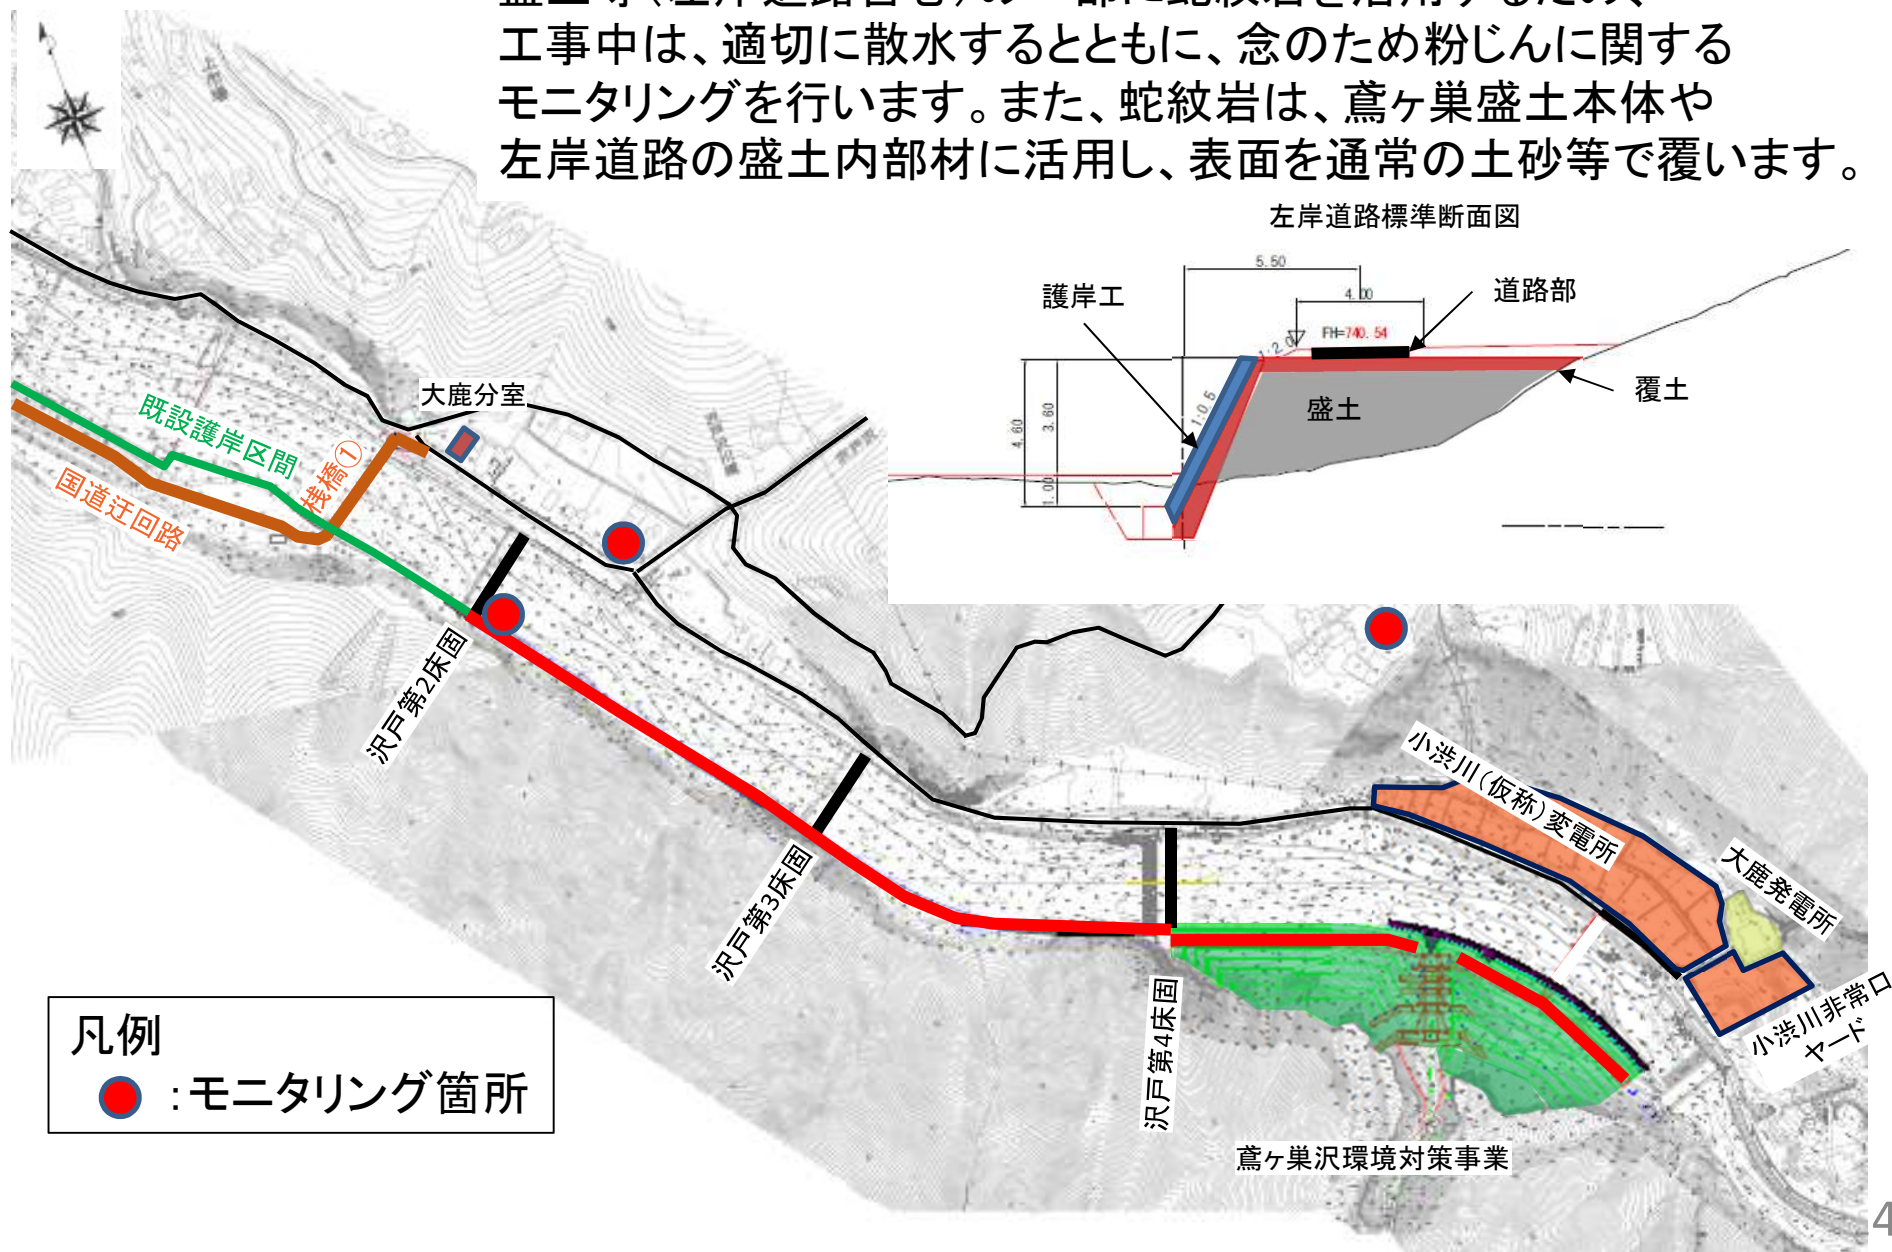 工事中は、適切に散水するとともに、念のため粉じんに関する
モニタリングを行います。また、蛇紋岩は、鳶ヶ巣盛土本体や
左岸道路の盛土内部材に活用し、表面を通常の土砂等で覆います。
左岸道路標準断面図
5.50
護岸工
4.00
道路部
FH=740.54
1:2.0
覆土
盛土
1:0.5
4.60
3.60
1.00
大鹿分室
既設護岸区間
桟橋①
国道迂回路
沢戸第2床固
沢戸第3床固
沢戸第4床固
小渋川(仮称)変電所
大鹿発電所
小渋川非常口
ヤード
鳶ヶ巣沢環境対策事業
凡例
:モニタリング箇所
4